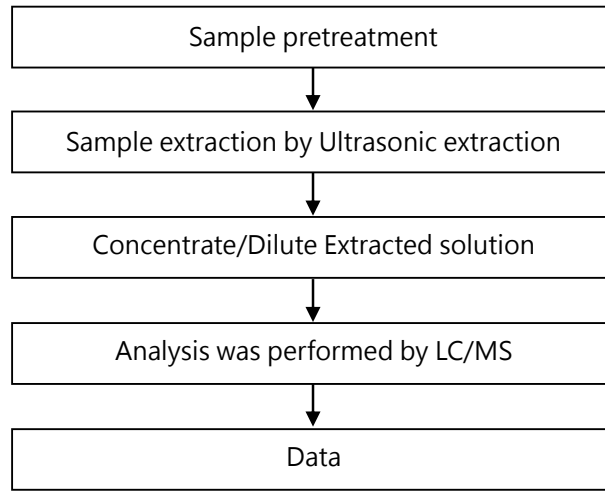 Sample pretreatment
Sample extraction by Ultrasonic extraction
Concentrate/Dilute Extracted solution
Analysis was performed by LC/MS
Data